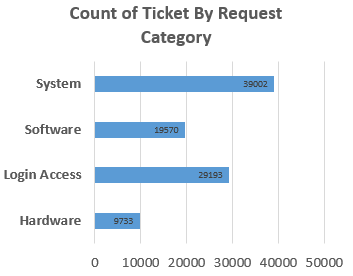 Count of Ticket By Request
Category
System
39002
Software
19570
Login Access
29193
Hardware
9733
0 10000 20000 30000 40000 50000